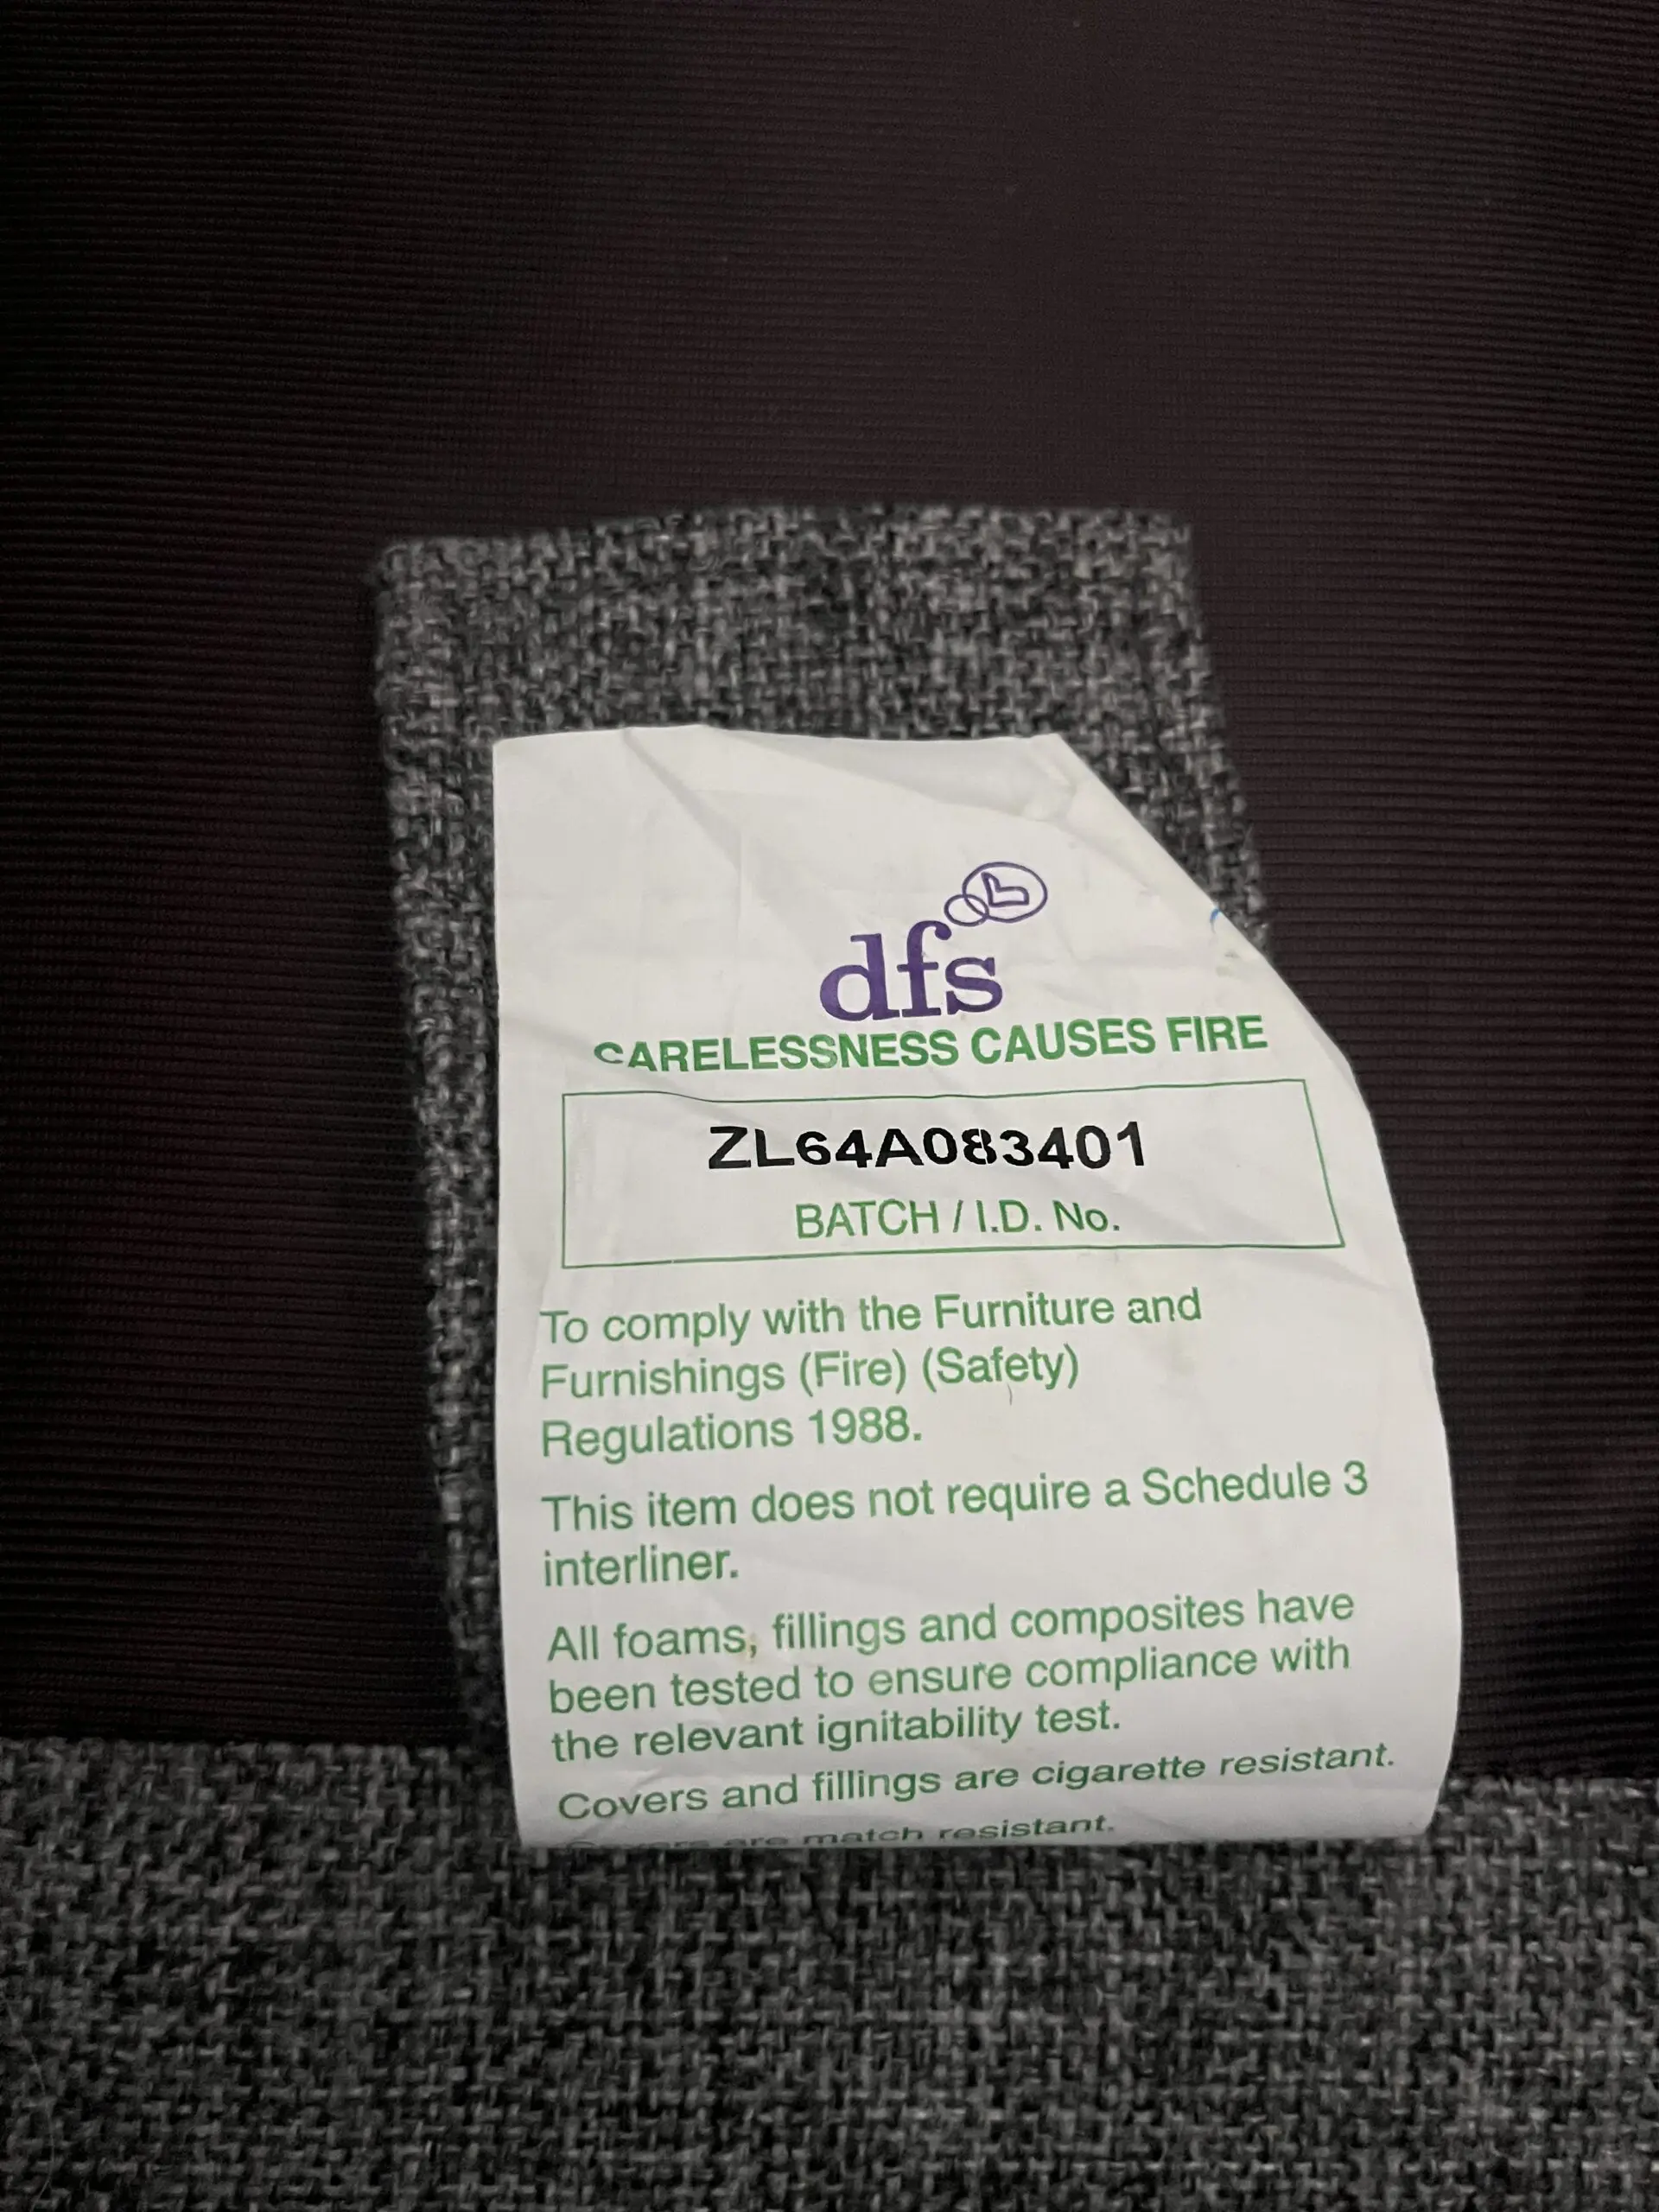 dfs
CARELESSNESS CAUSES FIRE
ZL64A083401
BATCH / I.D. No.
To comply with the Furniture and
Furnishings (Fire) (Safety)
Regulations 1988.
This item does not require a Schedule 3
interliner.
All foams, fillings and composites have
been tested to ensure compliance with
the relevant ignitability test.
Covers and fillings are cigarette resistant.
Covers are match resistant.